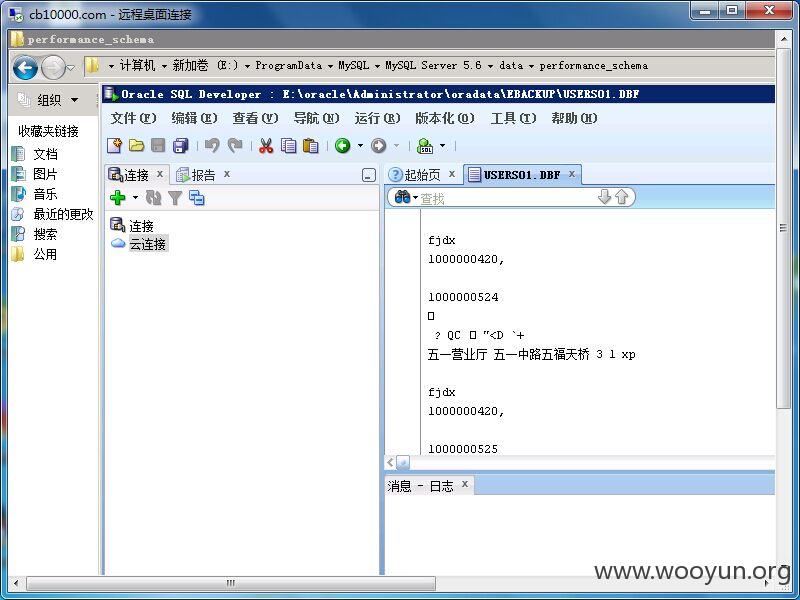 cb10000.com - 远程桌面连接
performance_schema
计算机 新加卷 (E:) ProgramData MySQL MySQL Server 5.6 data performance_schema
组织
Oracle SQL Developer : E:\oracle\Administrator\oradata\EBACKUP\USERS01.DBF
文件(F) 编辑(E) 查看(V) 导航(N) 运行(R) 版本化(O) 工具(T) 帮助(H)
收藏夹链接
文档
图片
音乐
最近的更改
搜索
公用
SQL
连接 x 报告 x
连接
云连接
起始页 x USERS01.DBF x
查找
fjdx
1000000420,
1000000524
? QC "<D `+
五一营业厅 五一中路五福天桥 3 l xp
fjdx
1000000420,
1000000525
消息 - 日志 x
www.wooyun.org